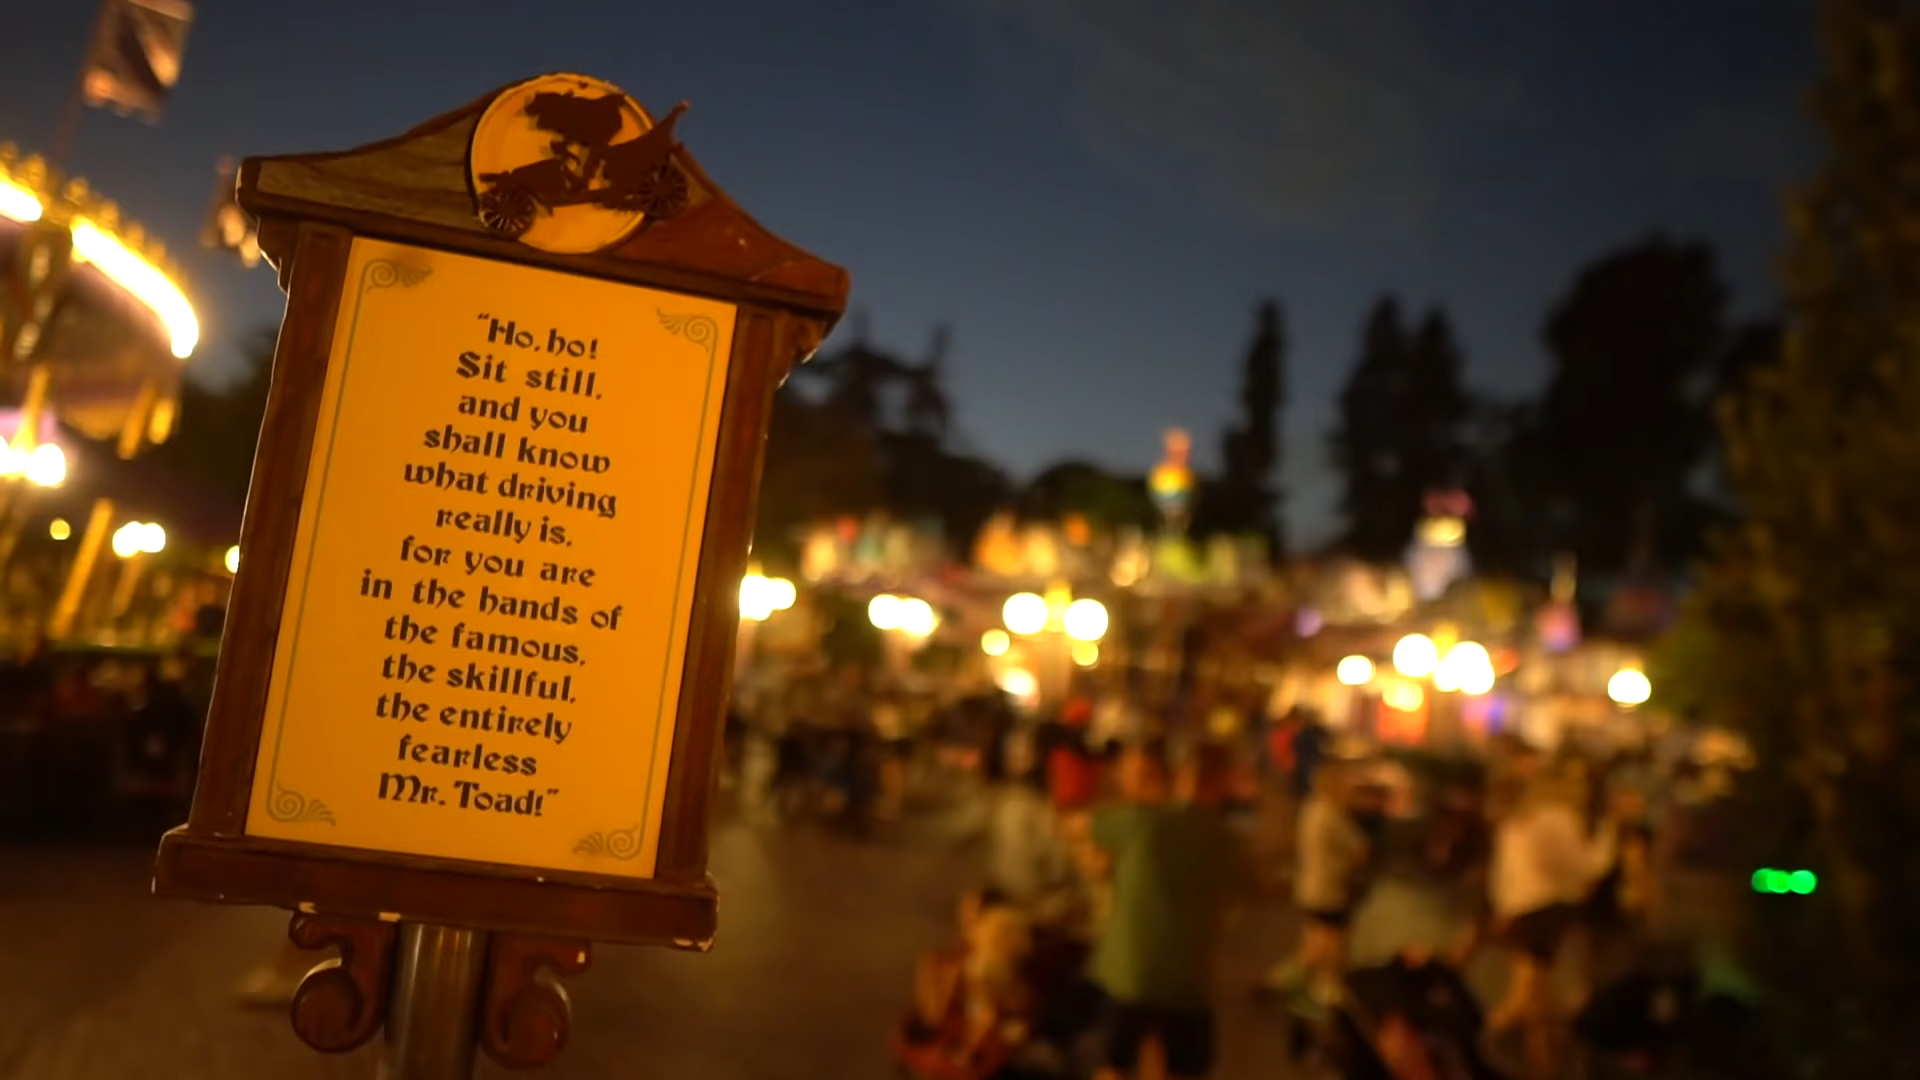 “Ho, ho!
Sit still,
and you
shall know
what driving
really is,
for you are
in the hands of
the famous,
the skillful,
the entirely
fearless
Mr. Toad!”